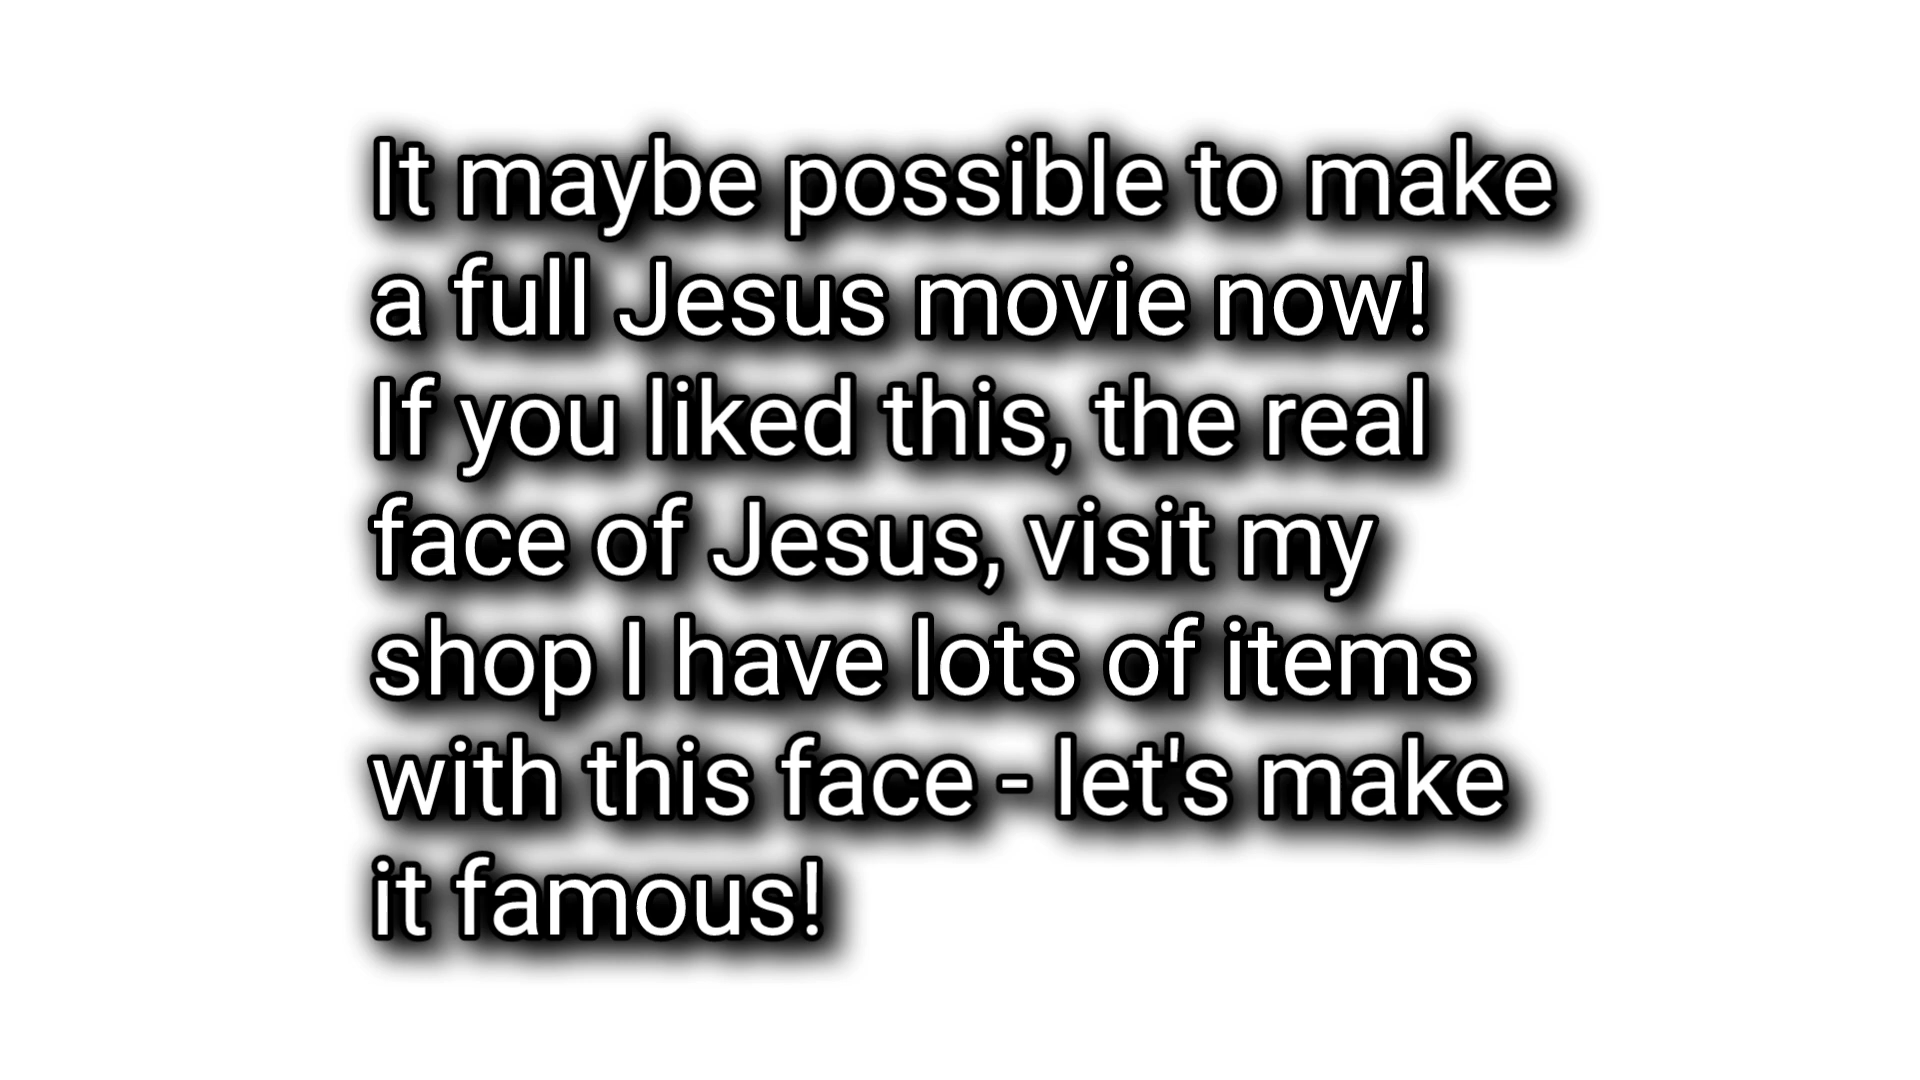 It maybe possible to make
a full Jesus movie now!
If you liked this, the real
face of Jesus, visit my
shop I have lots of items
with this face - let's make
it famous!